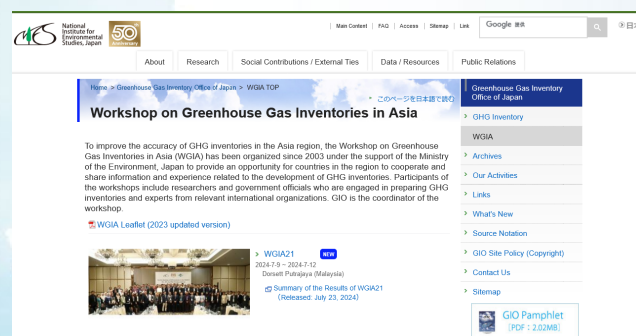 National
Institute for
Environmental
Studies, Japan
50th
Anniversary
Main Content | FAQ | Access | Sitemap | Link
Google 提供
About
Research
Social Contributions / External Ties
Data / Resources
Public Relations
Home > Greenhouse Gas Inventory Office of Japan > WGIA TOP
このページを日本語で読む
Workshop on Greenhouse Gas Inventories in Asia
To improve the accuracy of GHG inventories in the Asia region, the Workshop on Greenhouse
Gas Inventories in Asia (WGIA) has been organized since 2003 under the support of the Ministry
of the Environment, Japan to provide an opportunity for countries in the region to cooperate and
share information and experience related to the development of GHG inventories. Participants of
the workshops include researchers and government officials who are engaged in preparing GHG
inventories and experts from relevant international organizations. GIO is the coordinator of the
workshop.
WGIA Leaflet (2023 updated version)
WGIA21 NEW
2024-7-9 ~ 2024-7-12
Dorsett Putrajaya (Malaysia)
Summary of the Results of WGIA21
(Released: July 23, 2024)
Greenhouse Gas Inventory
Office of Japan
GHG Inventory
WGIA
Archives
Our Activities
Links
What's New
Source Notation
GIO Site Policy (Copyright)
Contact Us
Sitemap
GIO Pamphlet
[PDF : 2.02MB]